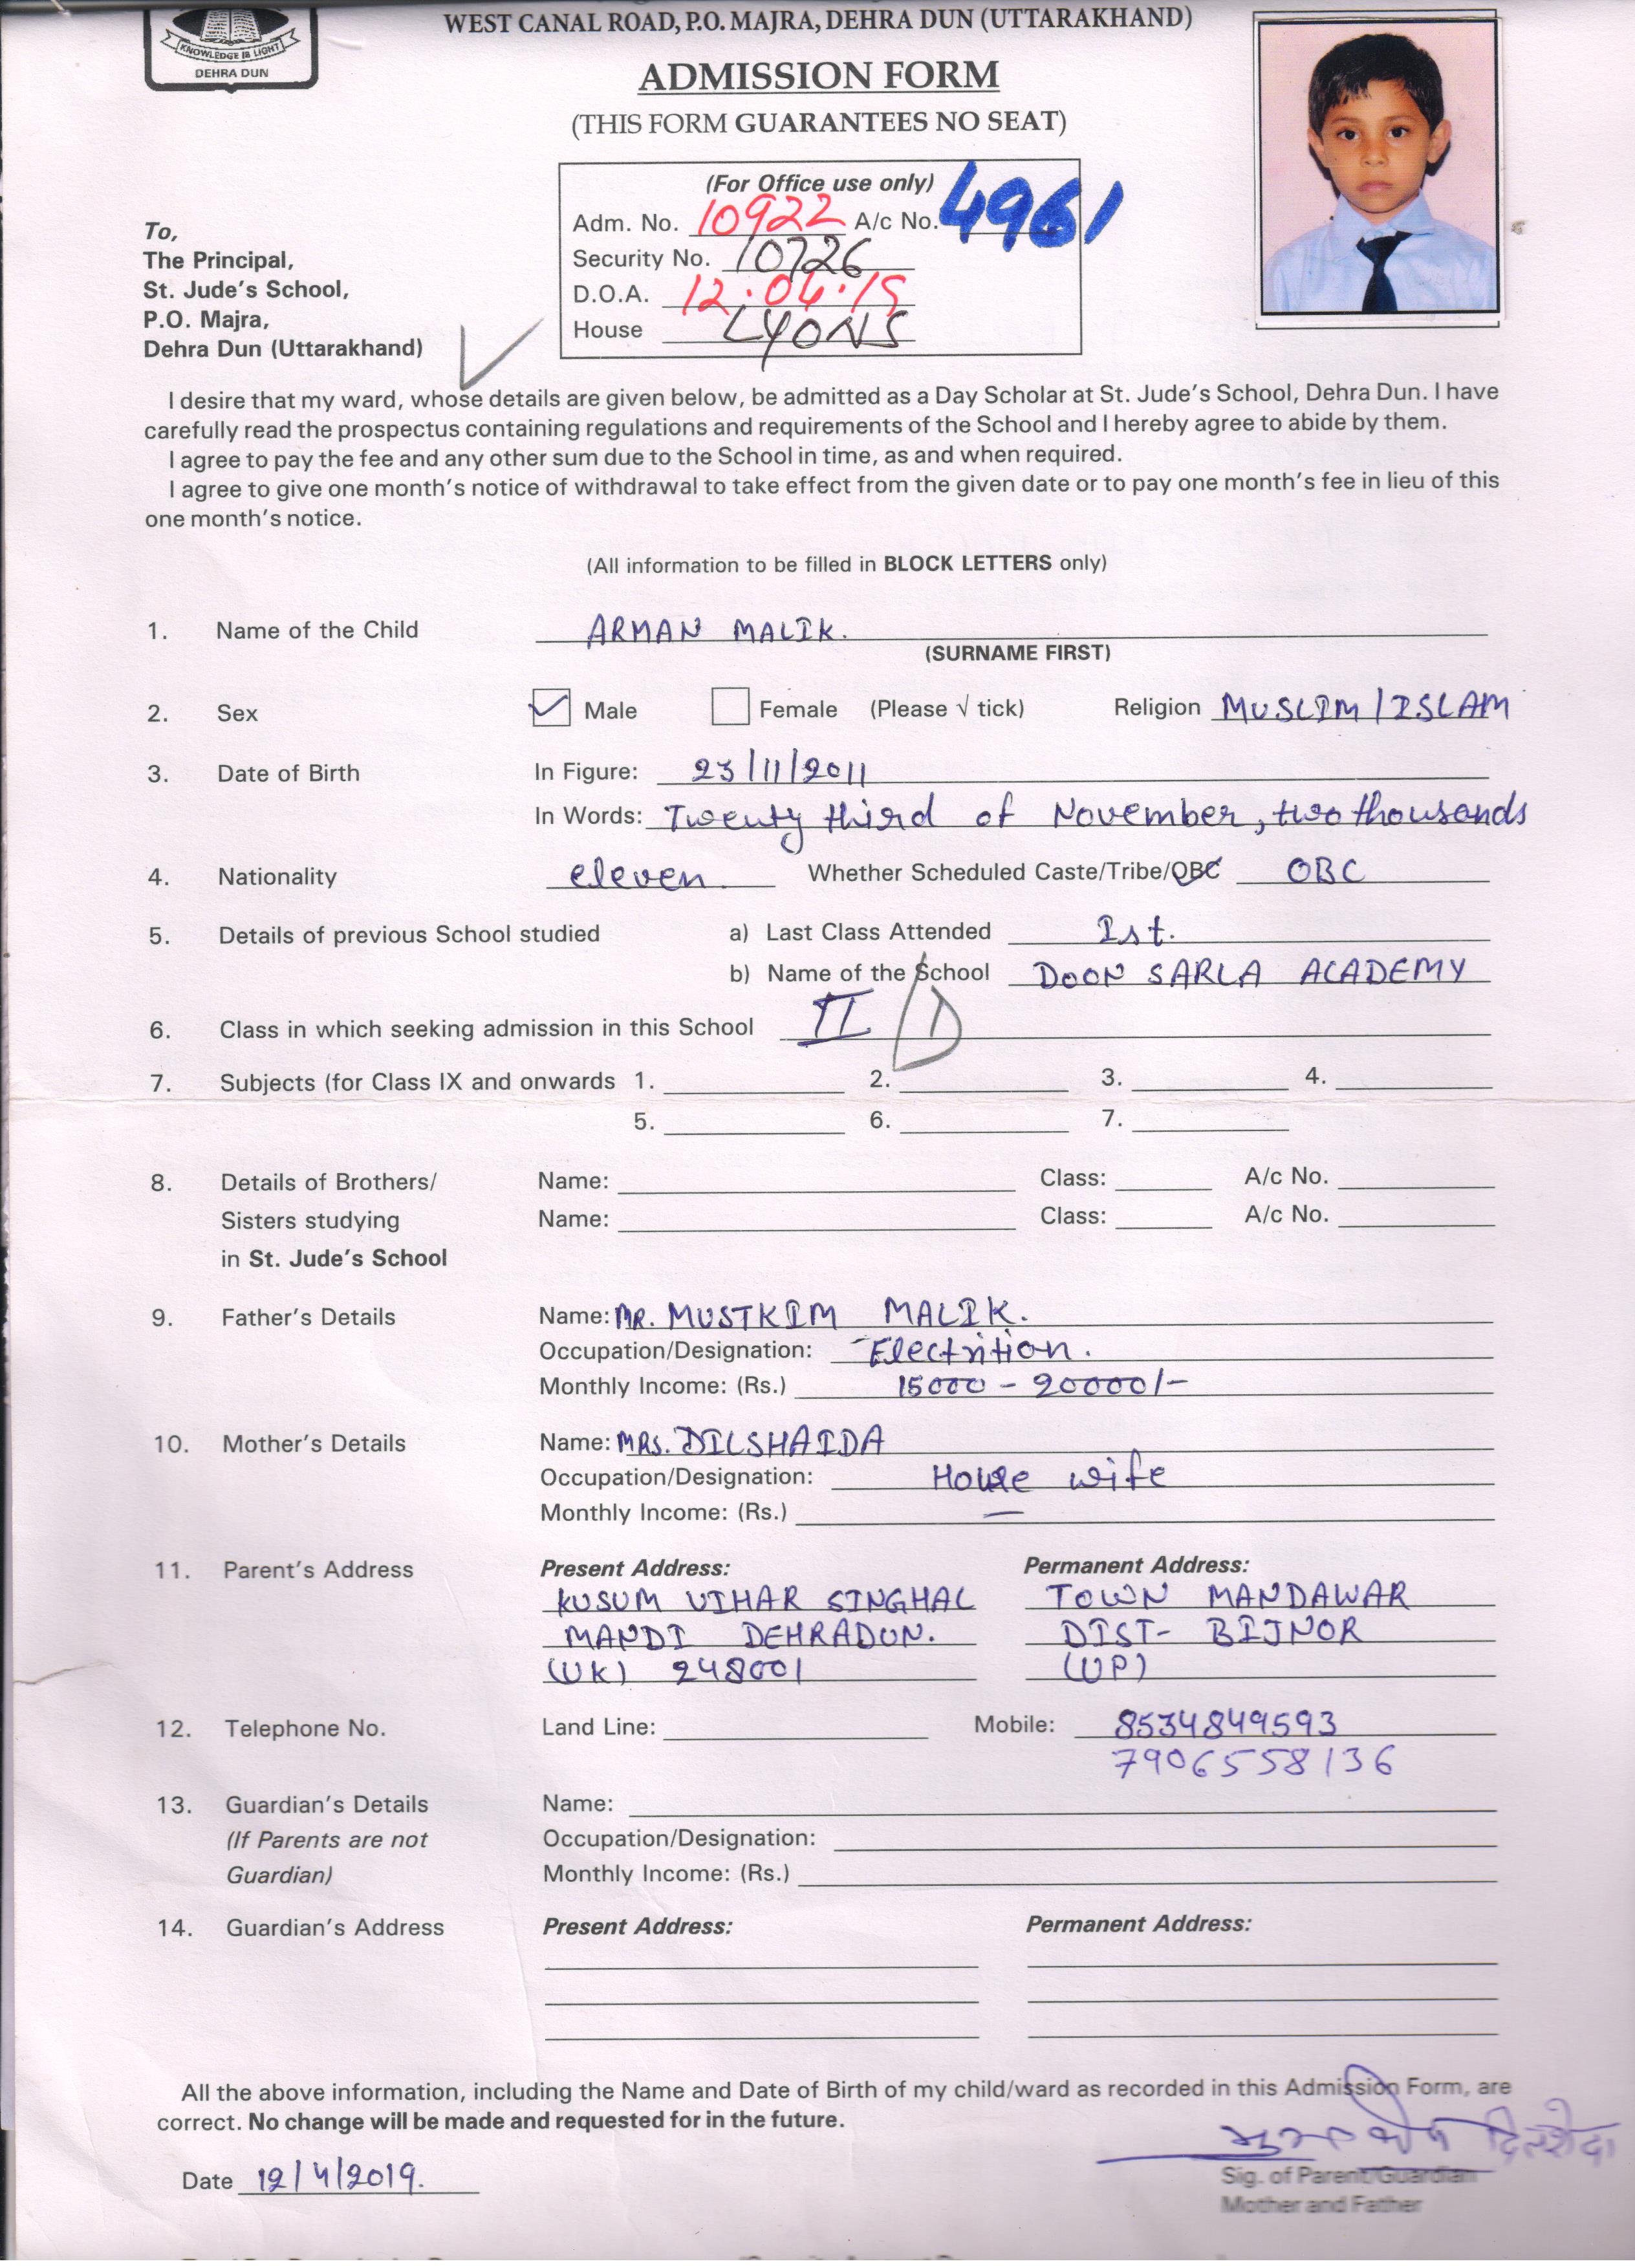 WEST CANAL ROAD, P.O. MAJRA, DEHRA DUN (UTTARAKHAND)
KNOWLEDGE IS LIGHT
DEHRA DUN
ADMISSION FORM
(THIS FORM GUARANTEES NO SEAT)
(For Office use only)
Adm. No. 10922 A/c No. 4961
Security No. 10726
D.O.A. 12.04.19
House LYONS
To,
The Principal,
St. Jude's School,
P.O. Majra,
Dehra Dun (Uttarakhand)
I desire that my ward, whose details are given below, be admitted as a Day Scholar at St. Jude's School, Dehra Dun. I have
carefully read the prospectus containing regulations and requirements of the School and I hereby agree to abide by them.
I agree to pay the fee and any other sum due to the School in time, as and when required.
I agree to give one month's notice of withdrawal to take effect from the given date or to pay one month's fee in lieu of this
one month's notice.
(All information to be filled in BLOCK LETTERS only)
1. Name of the Child ARMAN MALIK.
(SURNAME FIRST)
2. Sex Male Female (Please √ tick) Religion MUSLIM / ISLAM
3. Date of Birth In Figure: 23/11/2011
In Words: Twenty third of November, two thousands
4. Nationality eleven Whether Scheduled Caste/Tribe/OBC OBC
5. Details of previous School studied a) Last Class Attended Ist.
b) Name of the School DOON SARLA ACADEMY
6. Class in which seeking admission in this School II D
7. Subjects (for Class IX and onwards 1. 2. 3. 4.
5. 6. 7.
8. Details of Brothers/ Name: Class: A/c No.
Sisters studying Name: Class: A/c No.
in St. Jude's School
9. Father's Details Name: MR. MUSTKIM MALIK.
Occupation/Designation: Electrition.
Monthly Income: (Rs.) 15000 - 20000/-
10. Mother's Details Name: MRS. DILSHAIDA
Occupation/Designation: House wife
Monthly Income: (Rs.) —
11. Parent's Address Present Address: Permanent Address:
KUSUM VIHAR SINGHAL TOWN MANDAWAR
MANDI DEHRADUN. DIST- BIJNOR
(UK) 248001 (UP)
12. Telephone No. Land Line: Mobile: 8534849593
7906558136
13. Guardian's Details Name:
(If Parents are not Occupation/Designation:
Guardian) Monthly Income: (Rs.)
14. Guardian's Address Present Address: Permanent Address:
All the above information, including the Name and Date of Birth of my child/ward as recorded in this Admission Form, are
correct. No change will be made and requested for in the future.
दिलशैदा
Date 12/4/2019.
Sig. of Parent/Guardian
Mother and Father